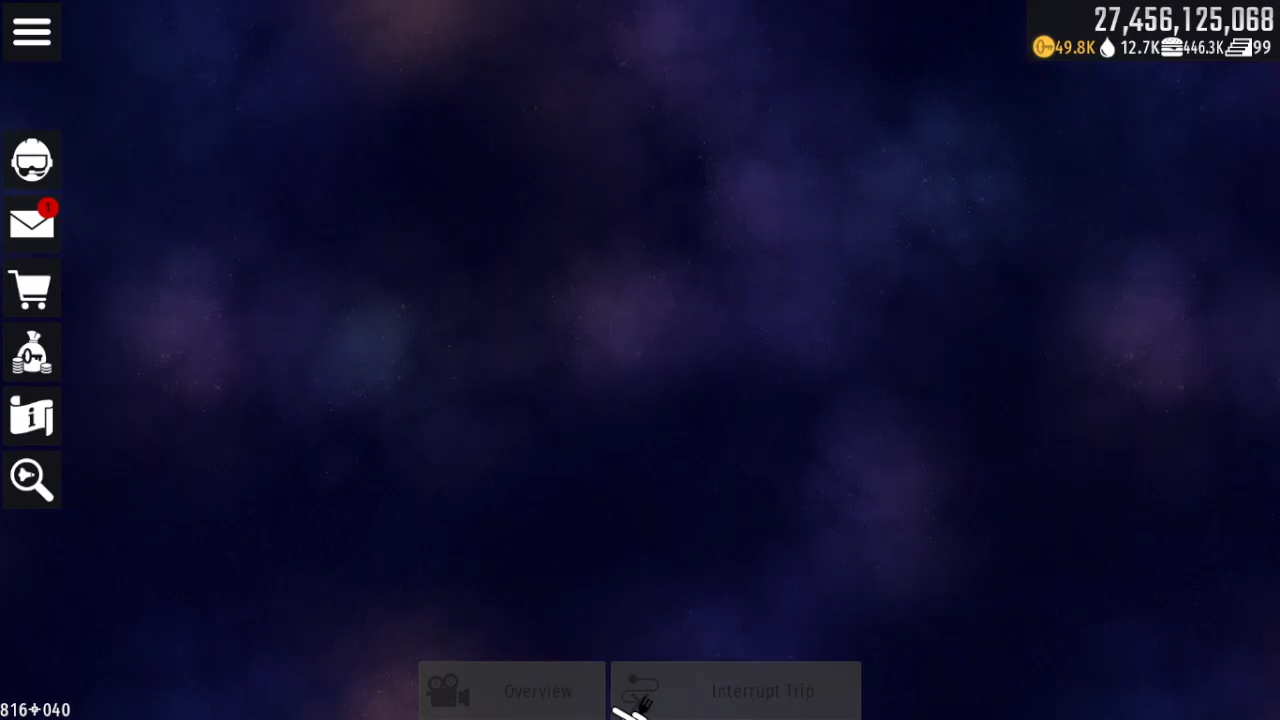 27,456,125,068
49.8K 12.7K 446.3K 99
1
i
Overview
Interrupt Trip
816⌖040